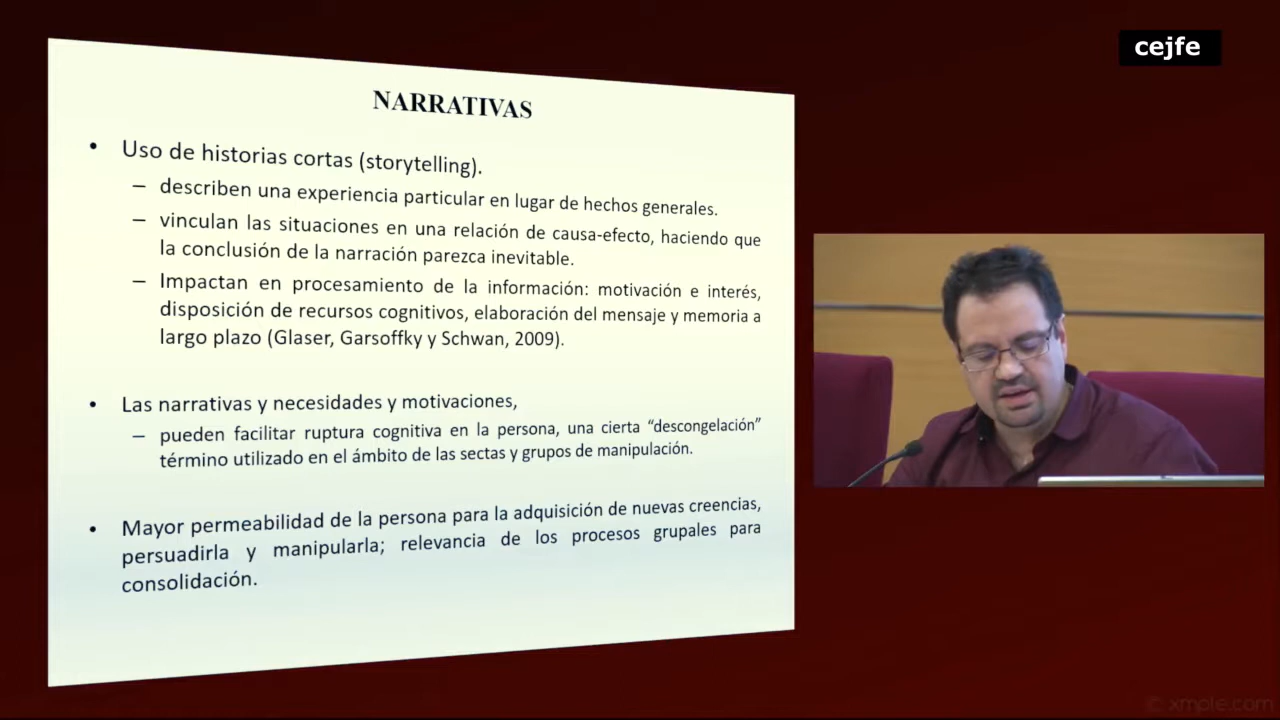 cejfe
NARRATIVAS
• Uso de historias cortas (storytelling).
– describen una experiencia particular en lugar de hechos generales.
– vinculan las situaciones en una relación de causa-efecto, haciendo que
la conclusión de la narración parezca inevitable.
– Impactan en procesamiento de la información: motivación e interés,
disposición de recursos cognitivos, elaboración del mensaje y memoria a
largo plazo (Glaser, Garsoffky y Schwan, 2009).
• Las narrativas y necesidades y motivaciones,
– pueden facilitar ruptura cognitiva en la persona, una cierta “descongelación”
término utilizado en el ámbito de las sectas y grupos de manipulación.
• Mayor permeabilidad de la persona para la adquisición de nuevas creencias,
persuadirla y manipularla; relevancia de los procesos grupales para
consolidación.
© xmple.com